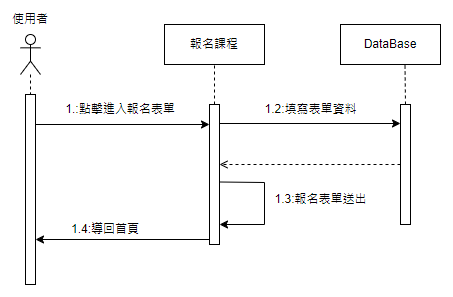 使用者
報名課程
DataBase
1.:點擊進入報名表單
1.2:填寫表單資料
1.3:報名表單送出
1.4:導回首頁